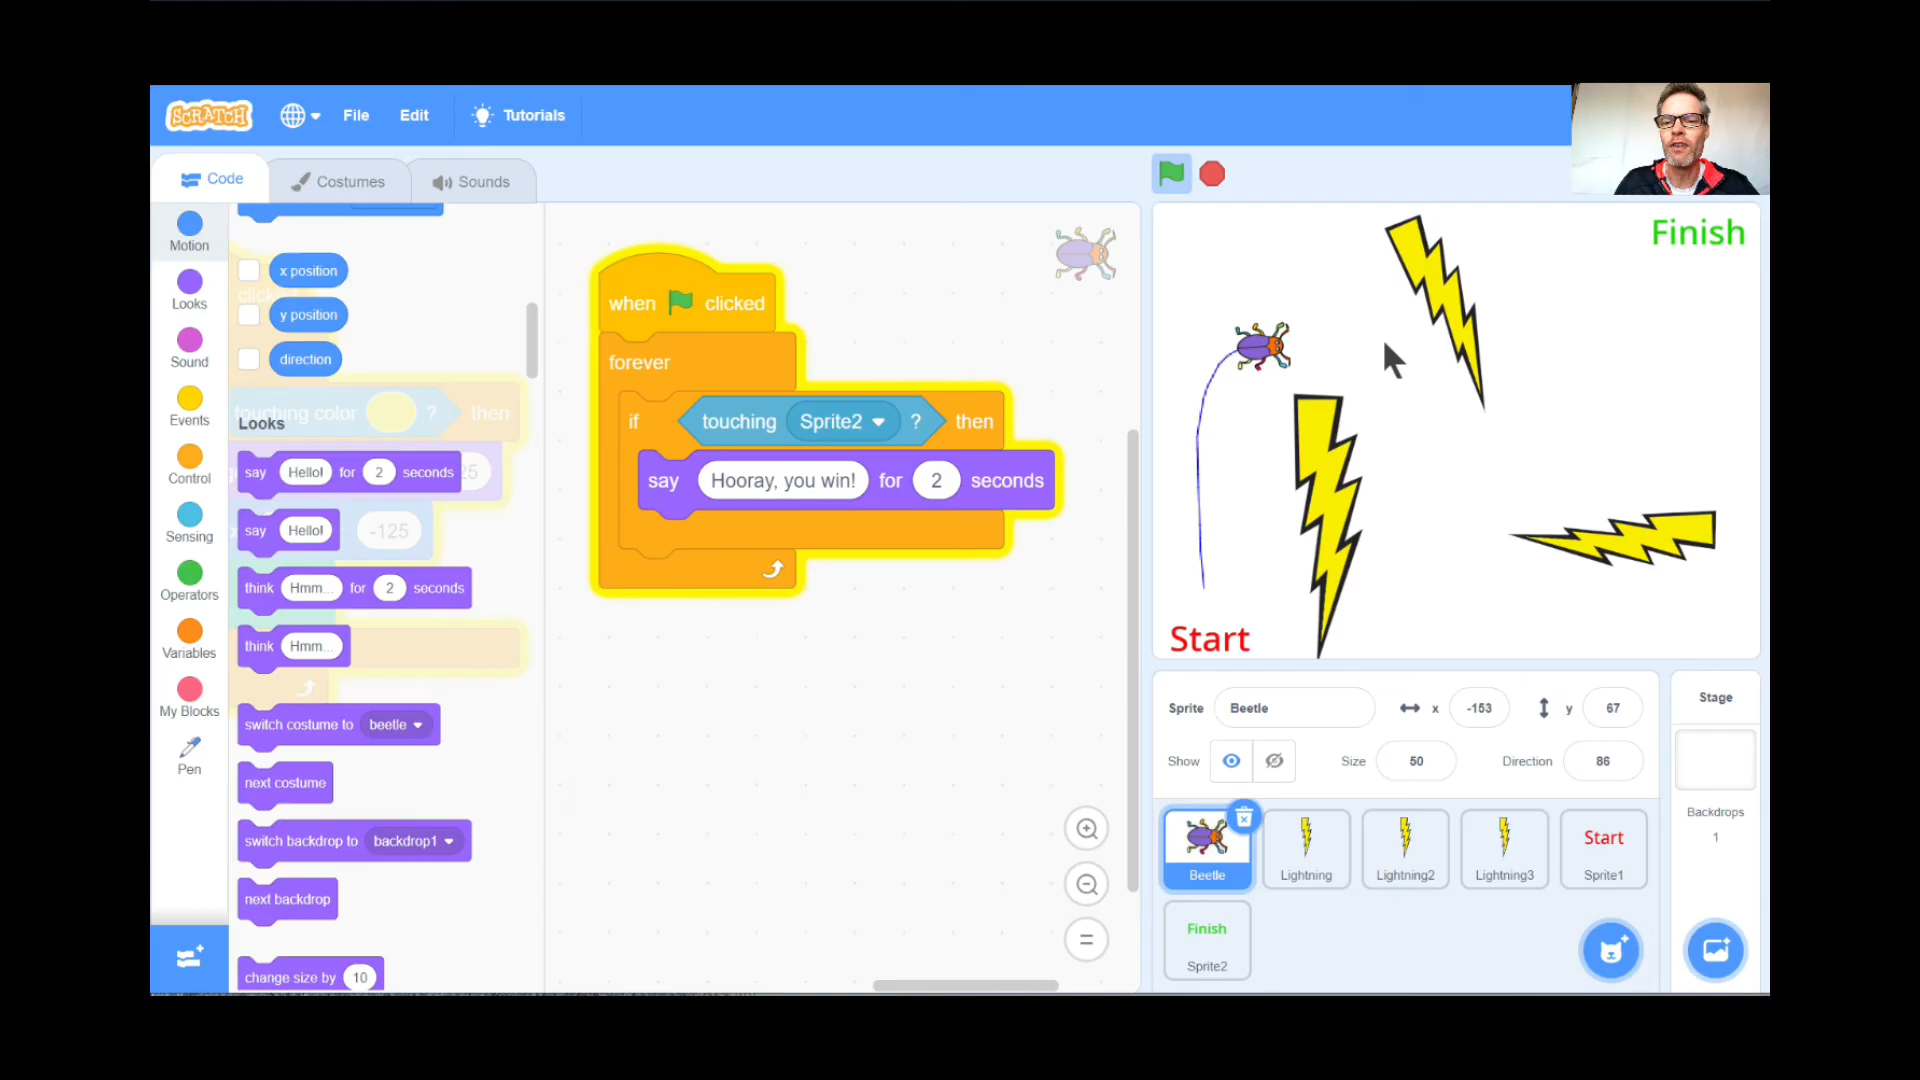 SCRATCH
File
Edit
Tutorials
Code
Costumes
Sounds
Motion
Looks
Sound
Events
Control
Sensing
Operators
Variables
My Blocks
Pen
x position
y position
direction
touching color ? then
Looks
say Hello! for 2 seconds
say Hello!
-125
think Hmm... for 2 seconds
think Hmm...
switch costume to beetle
next costume
switch backdrop to backdrop1
next backdrop
change size by 10
when clicked
forever
if touching Sprite2 ? then
say Hooray, you win! for 2 seconds
Finish
Start
Sprite Beetle x -153 y 67
Show Size 50 Direction 86
Beetle
Lightning
Lightning2
Lightning3
Start
Sprite1
Finish
Sprite2
Stage
Backdrops
1